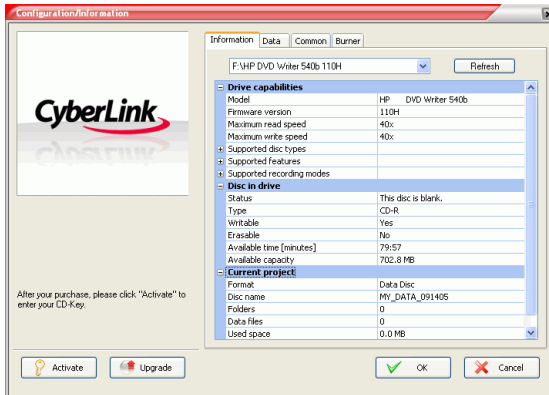 Configuration/Information
Information Data Common Burner
F:\HP DVD Writer 540b 110H Refresh
CyberLink
Drive capabilities
Model HP DVD Writer 540b
Firmware version 110H
Maximum read speed 40x
Maximum write speed 40x
Supported disc types
Supported features
Supported recording modes
Disc in drive
Status This disc is blank.
Type CD-R
Writable Yes
Erasable No
Available time [minutes] 79:57
Available capacity 702.8 MB
Current project
Format Data Disc
Disc name MY_DATA_091405
Folders 0
Data files 0
Used space 0.0 MB
After your purchase, please click "Activate" to
enter your CD-Key.
Activate Upgrade OK Cancel